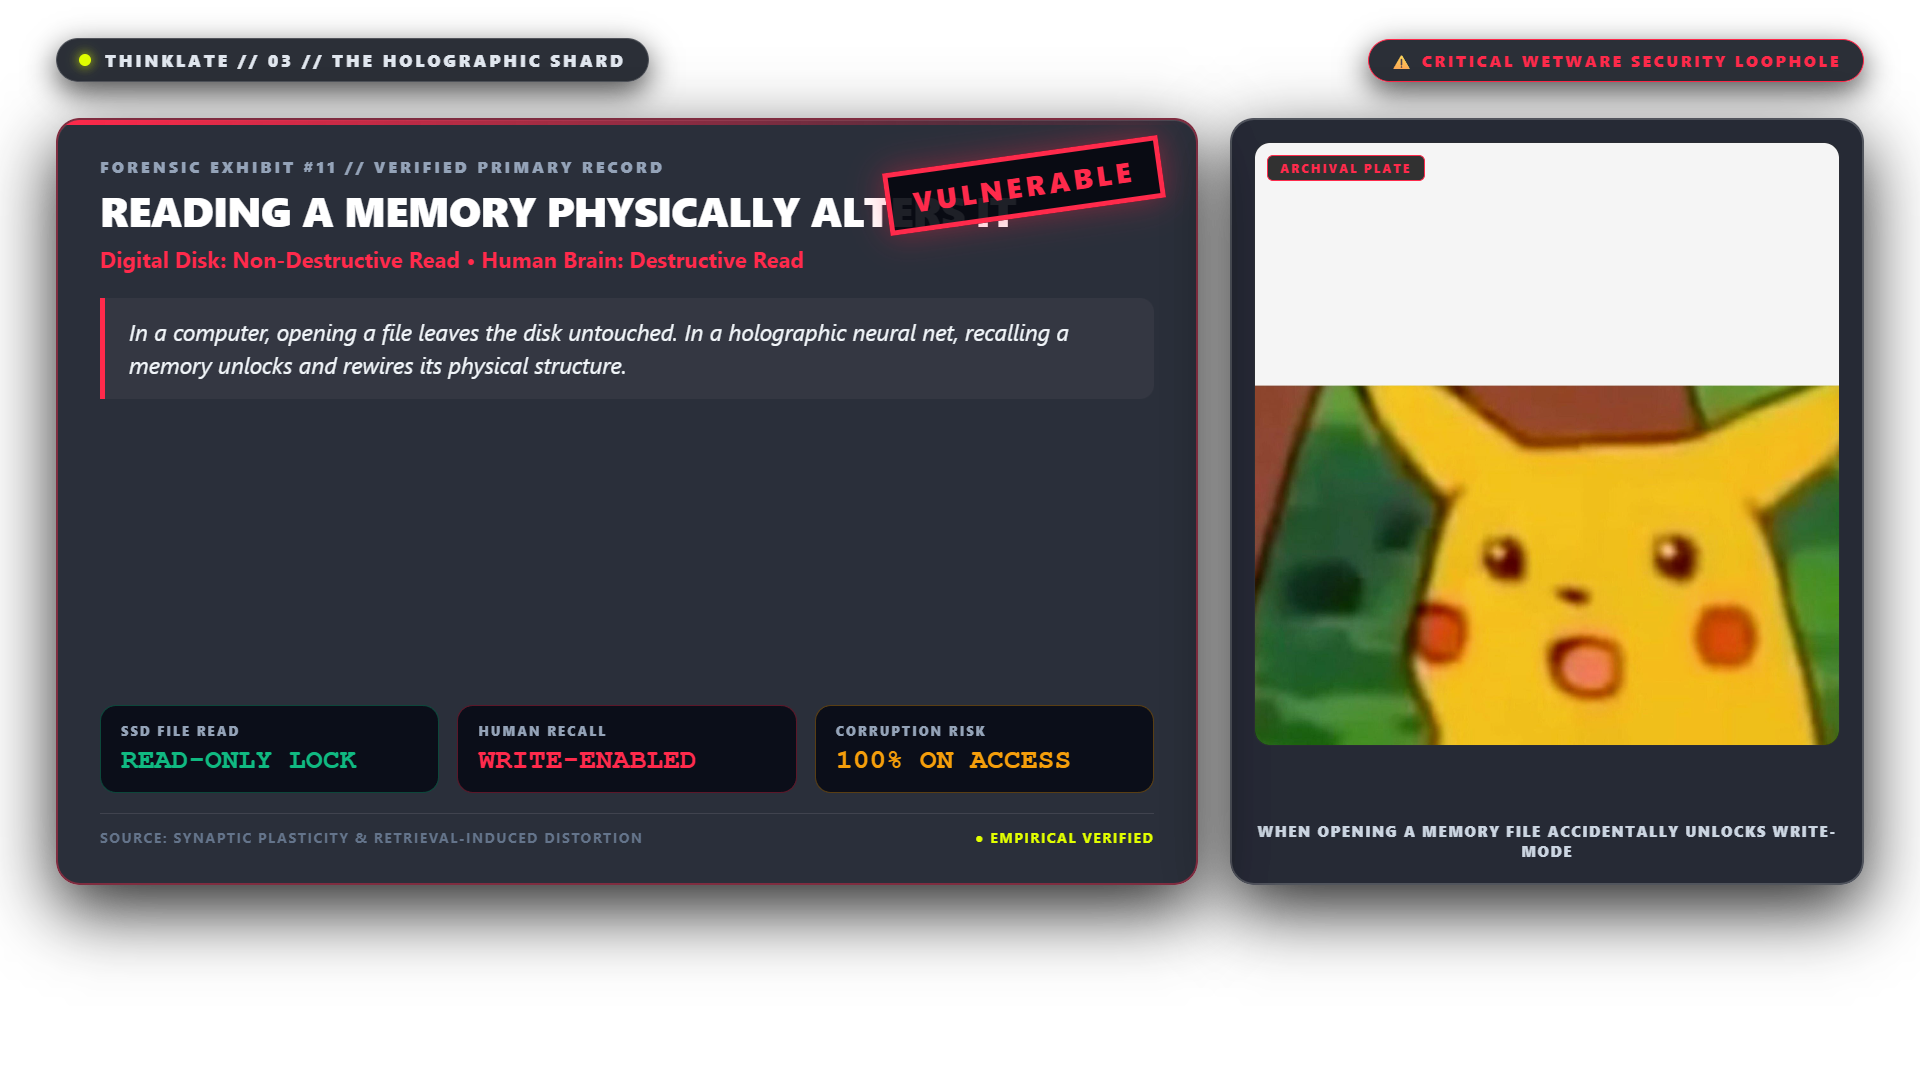 THINKLATE // 03 // THE HOLOGRAPHIC SHARD
⚠ CRITICAL WETWARE SECURITY LOOPHOLE
FORENSIC EXHIBIT #11 // VERIFIED PRIMARY RECORD
VULNERABLE
READING A MEMORY PHYSICALLY ALTERS IT
Digital Disk: Non-Destructive Read • Human Brain: Destructive Read
In a computer, opening a file leaves the disk untouched. In a holographic neural net, recalling a
memory unlocks and rewires its physical structure.
SSD FILE READ
READ-ONLY LOCK
HUMAN RECALL
WRITE-ENABLED
CORRUPTION RISK
100% ON ACCESS
SOURCE: SYNAPTIC PLASTICITY & RETRIEVAL-INDUCED DISTORTION
● EMPIRICAL VERIFIED
ARCHIVAL PLATE
WHEN OPENING A MEMORY FILE ACCIDENTALLY UNLOCKS WRITE-
MODE